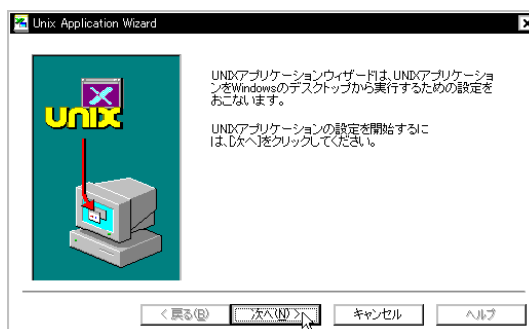 Unix Application Wizard
UNIXアプリケーションウィザードは、UNIXアプリケーショ
ンをWindowsのデスクトップから実行するための設定を
おこないます。
UNIXアプリケーションの設定を開始するに
は、[次へ]をクリックしてください。
UNIX
< 戻る(B)
次へ(N) >
キャンセル
ヘルプ